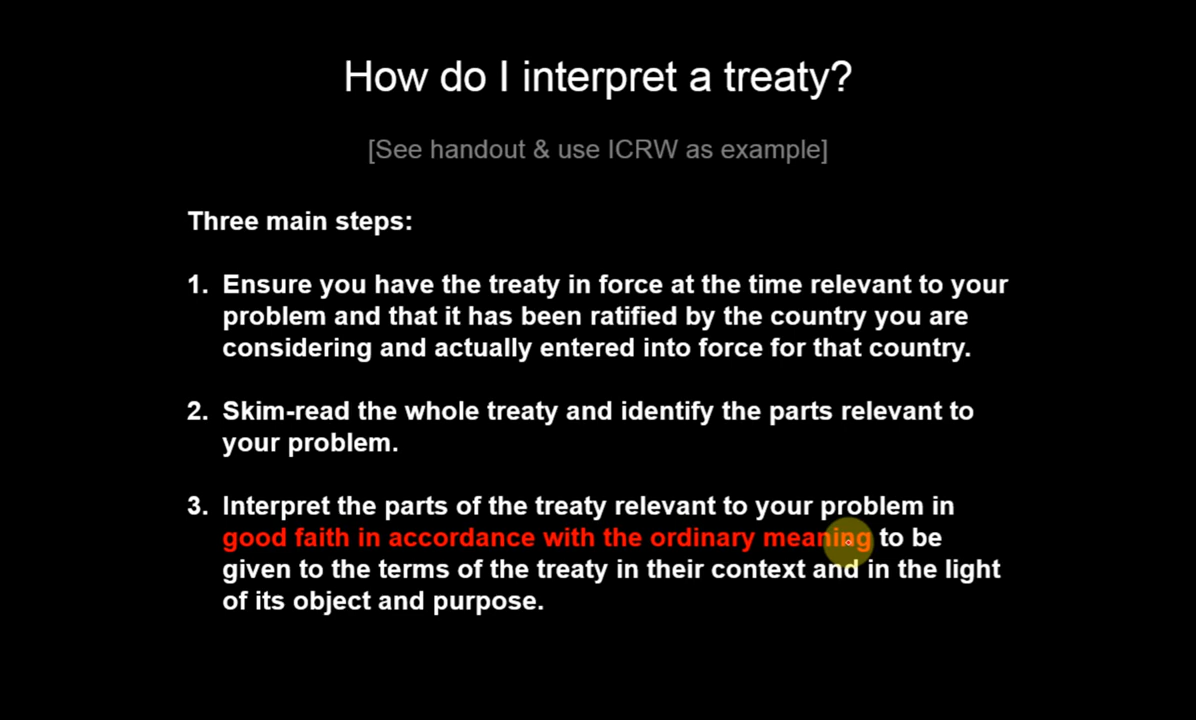 How do I interpret a treaty?
[See handout & use ICRW as example]
Three main steps:
1. Ensure you have the treaty in force at the time relevant to your
problem and that it has been ratified by the country you are
considering and actually entered into force for that country.
2. Skim-read the whole treaty and identify the parts relevant to
your problem.
3. Interpret the parts of the treaty relevant to your problem in
good faith in accordance with the ordinary meaning to be
given to the terms of the treaty in their context and in the light
of its object and purpose.